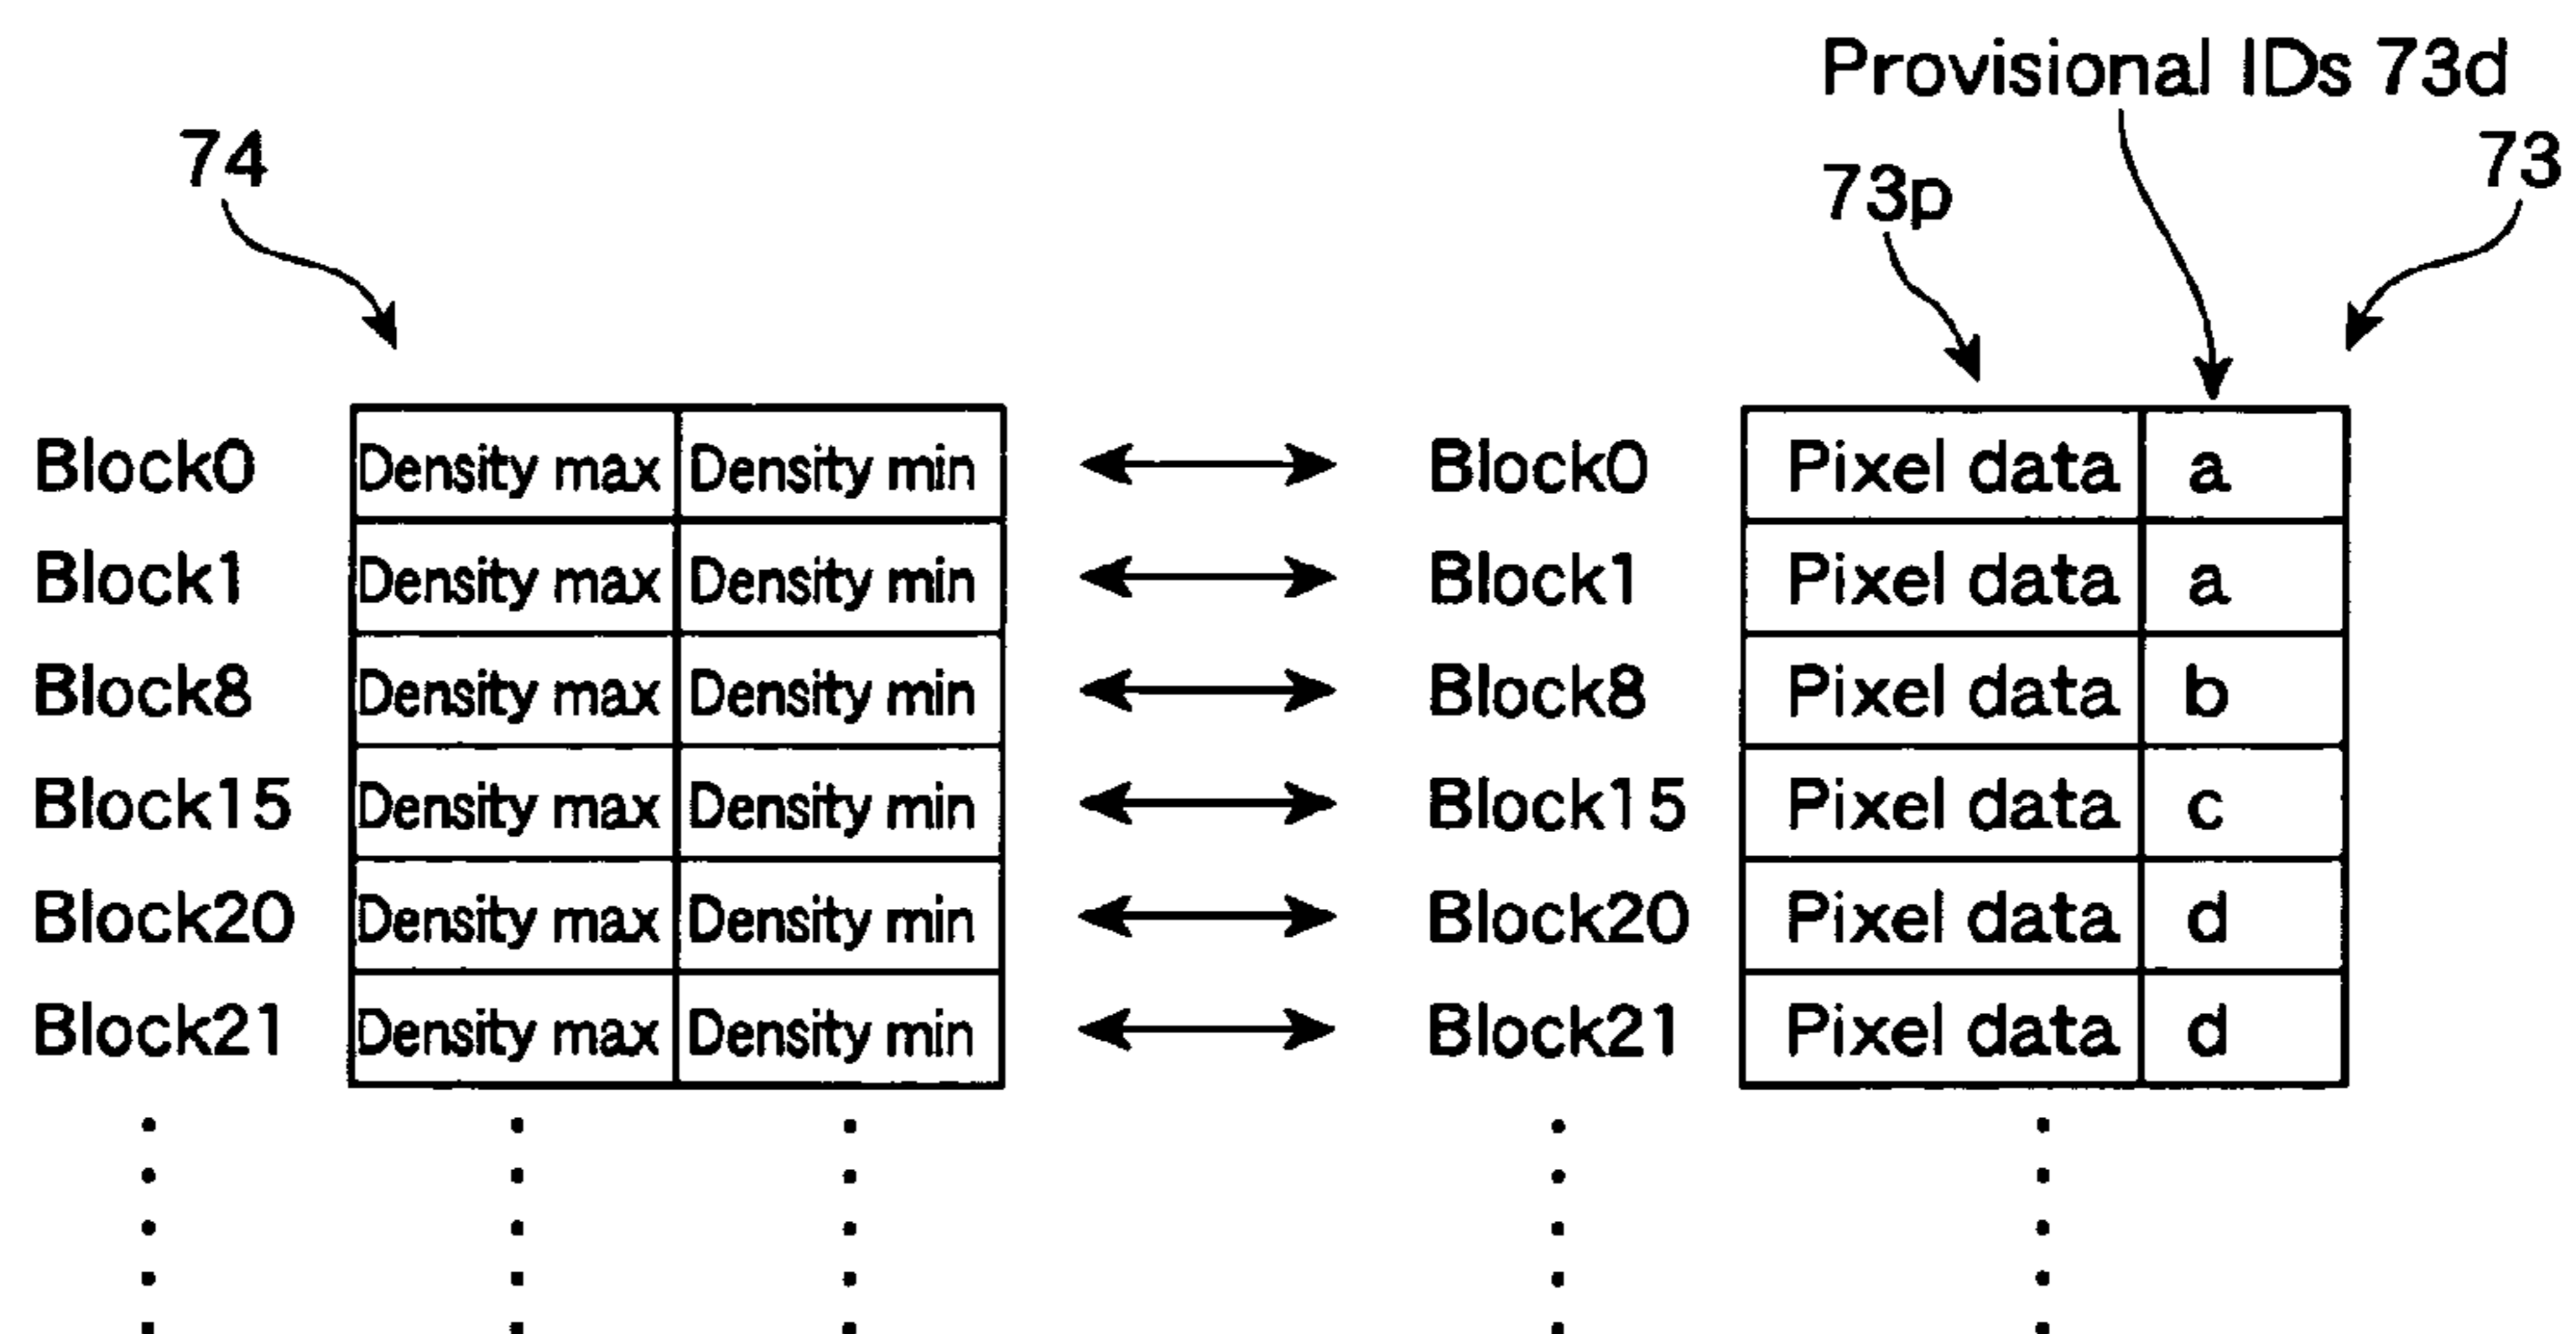 Provisional IDs 73d
74
73p
73
Block0 Density max Density min Block0 Pixel data a
Block1 Density max Density min Block1 Pixel data a
Block8 Density max Density min Block8 Pixel data b
Block15 Density max Density min Block15 Pixel data c
Block20 Density max Density min Block20 Pixel data d
Block21 Density max Density min Block21 Pixel data d